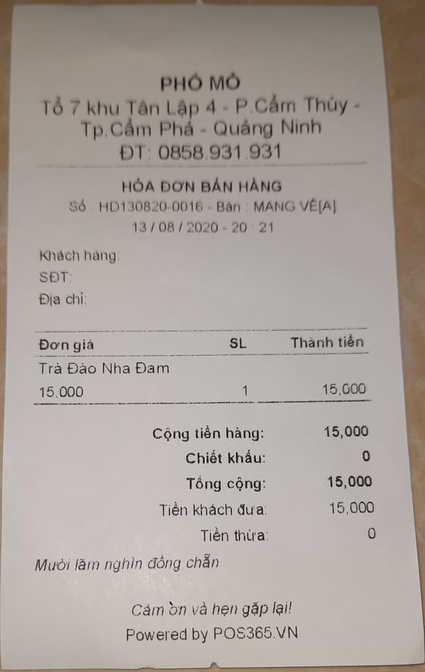 PHỐ MỎ
Tổ 7 khu Tân Lập 4 - P.Cẩm Thủy -
Tp.Cẩm Phả - Quảng Ninh
ĐT: 0858.931.931
HÓA ĐƠN BÁN HÀNG
Số : HD130820-0016 - Bàn : MANG VỀ[A]
13 / 08 / 2020 - 20 : 21
Khách hàng:
SĐT:
Địa chỉ:
Đơn giá SL Thành tiền
Trà Đào Nha Đam
15,000 1 15,000
Cộng tiền hàng: 15,000
Chiết khấu: 0
Tổng cộng: 15,000
Tiền khách đưa: 15,000
Tiền thừa: 0
Mười lăm nghìn đồng chẵn
Cảm ơn và hẹn gặp lại!
Powered by POS365.VN